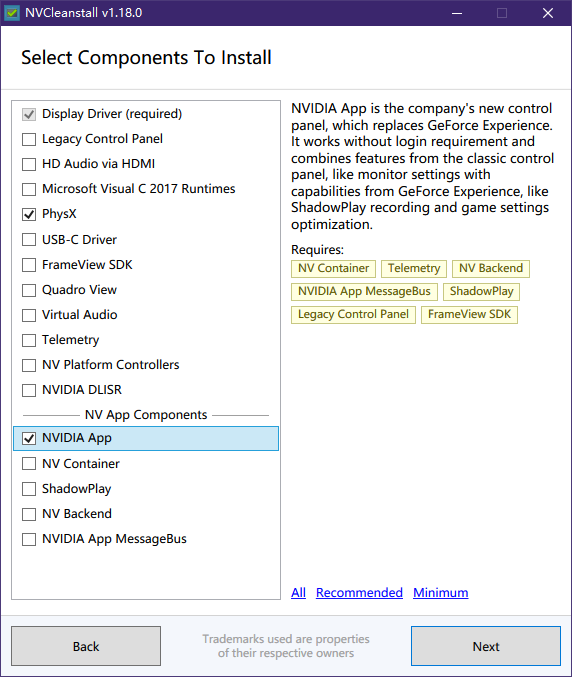 NVCleanstall v1.18.0
Select Components To Install
Display Driver (required)
Legacy Control Panel
HD Audio via HDMI
Microsoft Visual C 2017 Runtimes
PhysX
USB-C Driver
FrameView SDK
Quadro View
Virtual Audio
Telemetry
NV Platform Controllers
NVIDIA DLISR
NV App Components
NVIDIA App
NV Container
ShadowPlay
NV Backend
NVIDIA App MessageBus
NVIDIA App is the company's new control
panel, which replaces GeForce Experience.
It works without login requirement and
combines features from the classic control
panel, like monitor settings with
capabilities from GeForce Experience, like
ShadowPlay recording and game settings
optimization.
Requires:
NV Container Telemetry NV Backend
NVIDIA App MessageBus ShadowPlay
Legacy Control Panel FrameView SDK
All Recommended Minimum
Back
Trademarks used are properties
of their respective owners
Next